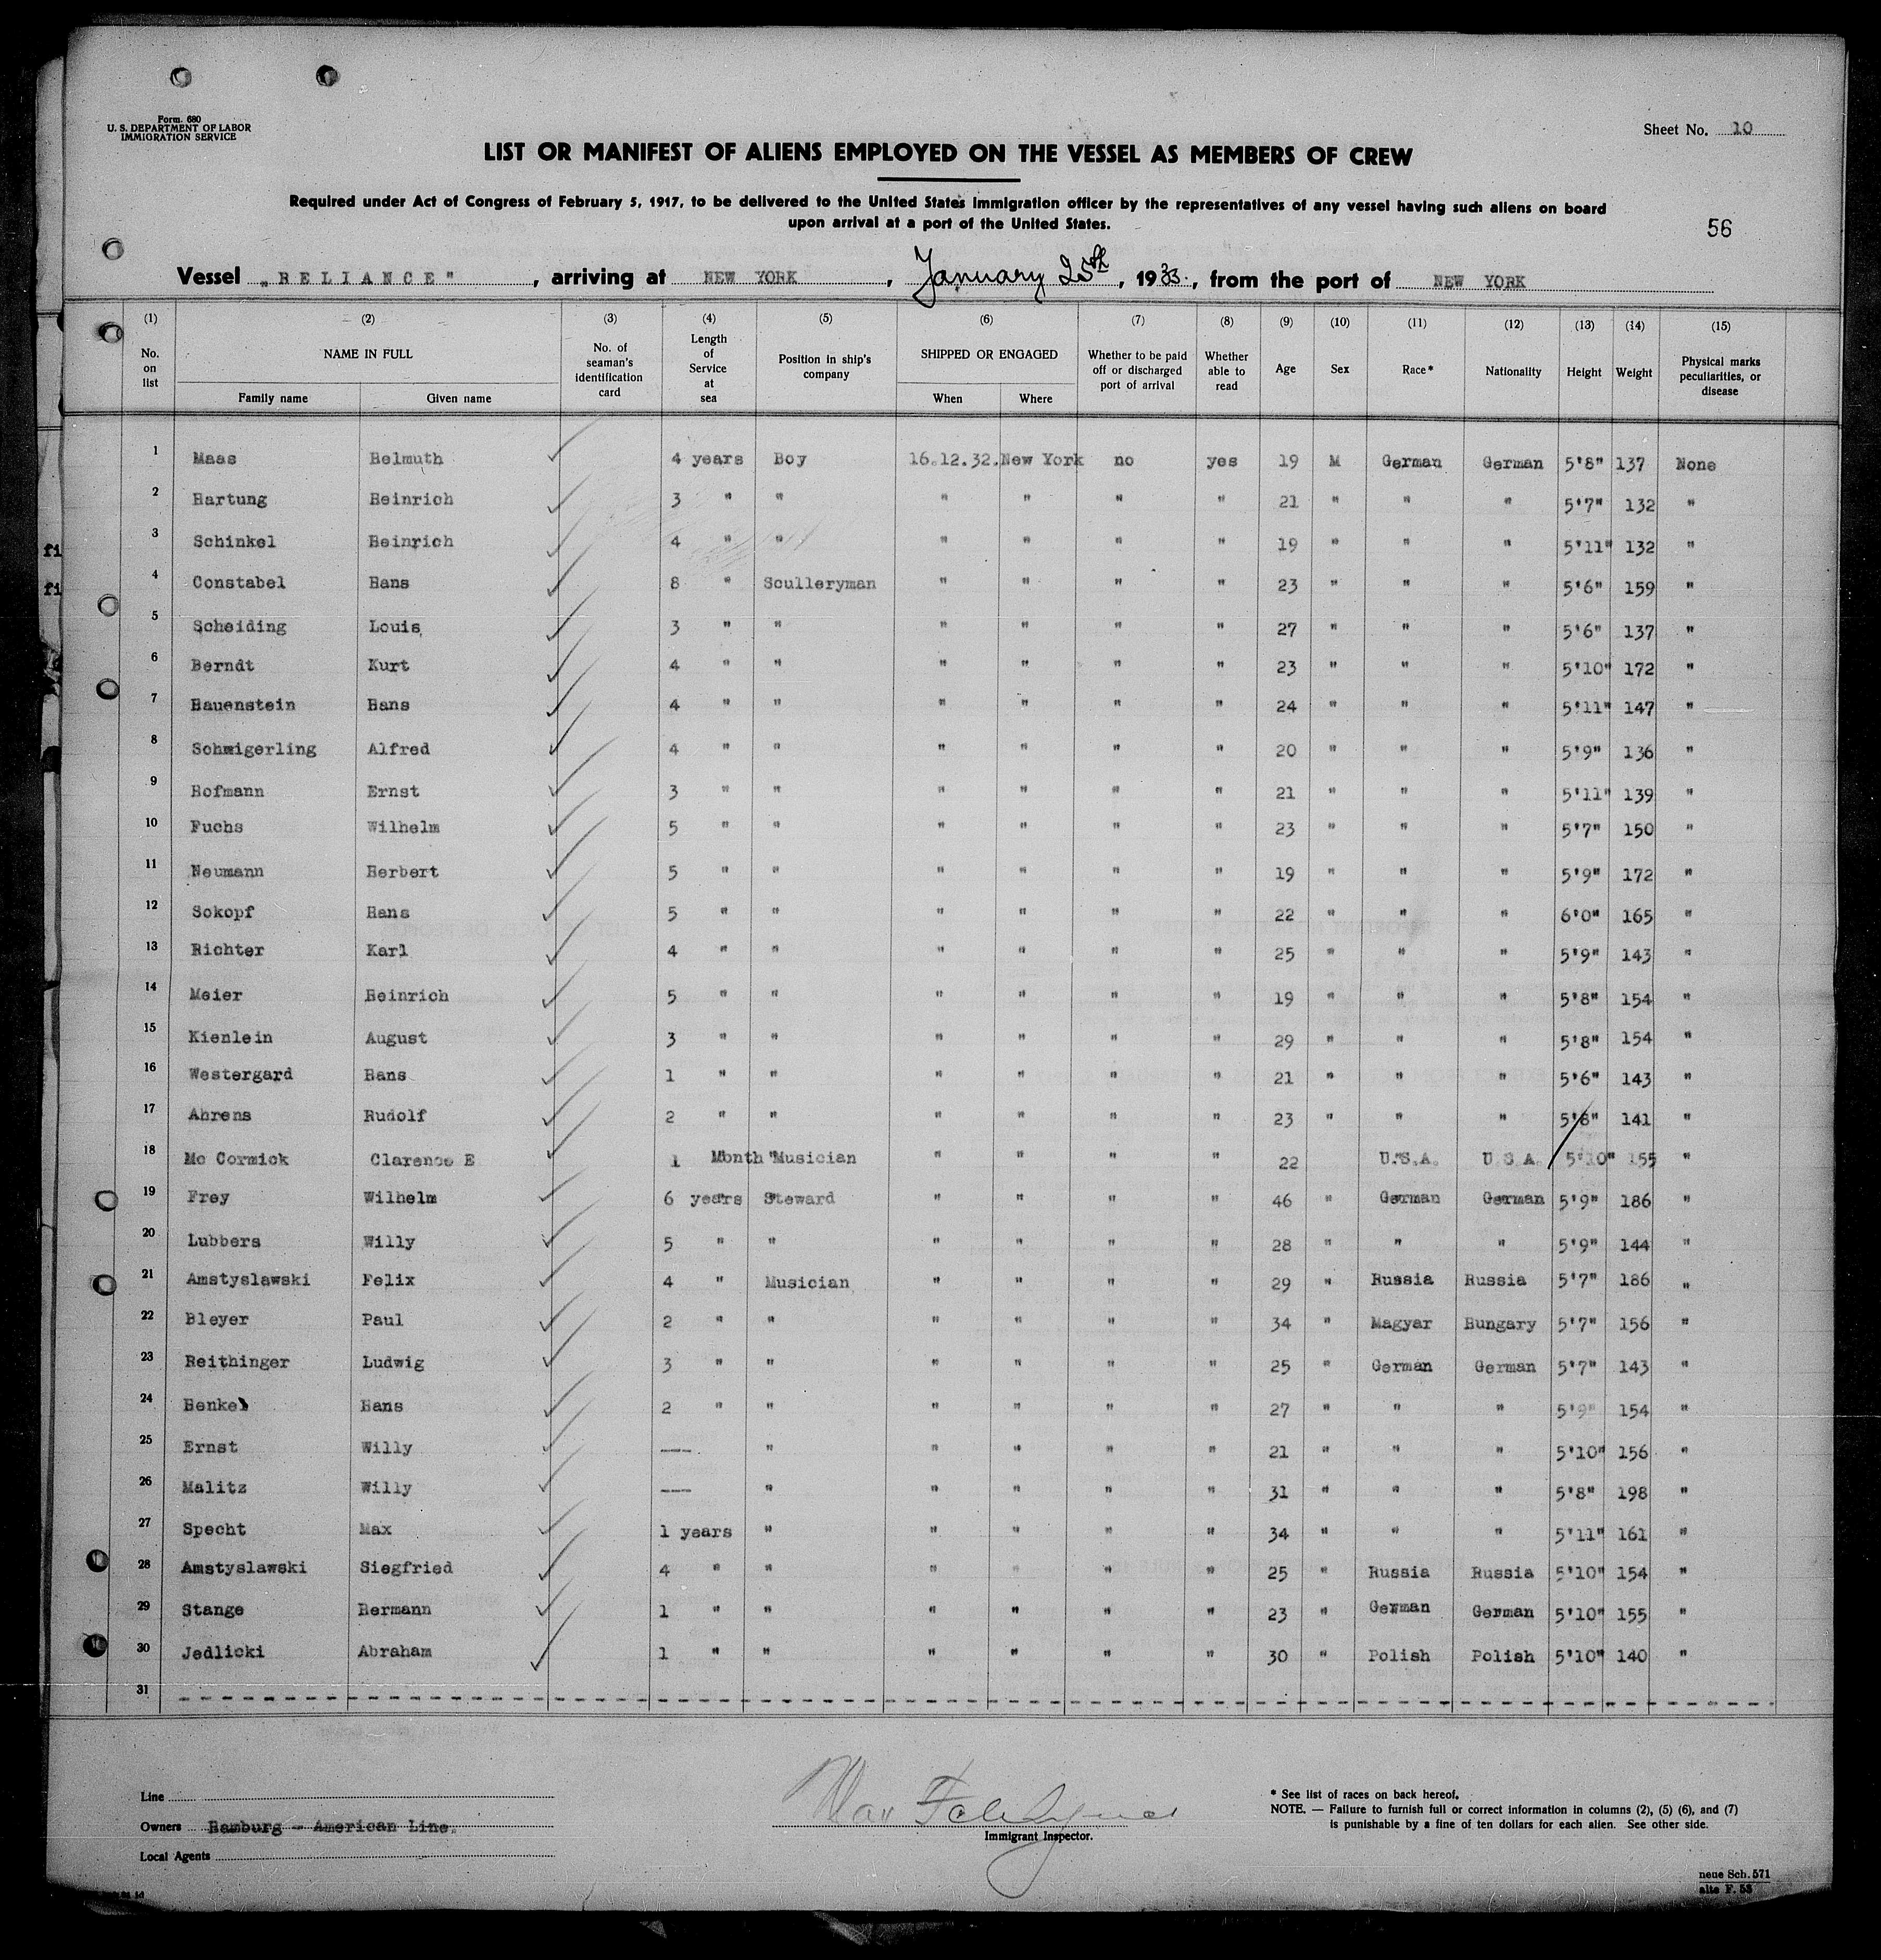 Form. 680
U. S. DEPARTMENT OF LABOR
IMMIGRATION SERVICE
Sheet No. 10
LIST OR MANIFEST OF ALIENS EMPLOYED ON THE VESSEL AS MEMBERS OF CREW
Required under Act of Congress of February 5, 1917, to be delivered to the United States immigration officer by the representatives of any vessel having such aliens on board
upon arrival at a port of the United States.
56
Vessel "RELIANCE", arriving at NEW YORK, January 25th, 1933, from the port of NEW YORK
(1) (2) (3) (4) (5) (6) (7) (8) (9) (10) (11) (12) (13) (14) (15)
No. on list NAME IN FULL Family name Given name No. of seaman's identification card Length of Service at sea Position in ship's company SHIPPED OR ENGAGED When Where Whether to be paid off or discharged port of arrival Whether able to read Age Sex Race* Nationality Height Weight Physical marks peculiarities, or disease
1 Maas Helmuth 4 years Boy 16.12.32. New York no yes 19 M German German 5'8" 137 None
2 Hartung Heinrich 3 " " " " " " 21 " " " 5'7" 132 "
3 Schinkel Heinrich 4 " " " " " " 19 " " " 5'11" 132 "
4 Constabel Hans 8 " Sculleryman " " " " 23 " " " 5'6" 159 "
5 Scheiding Louis 3 " " " " " " 27 " " " 5'6" 137 "
6 Berndt Kurt 4 " " " " " " 23 " " " 5'10" 172 "
7 Hauenstein Hans 4 " " " " " " 24 " " " 5'11" 147 "
8 Schwigerling Alfred 4 " " " " " " 20 " " " 5'9" 136 "
9 Hofmann Ernst 3 " " " " " " 21 " " " 5'11" 139 "
10 Fuchs Wilhelm 5 " " " " " " 23 " " " 5'7" 150 "
11 Neumann Herbert 5 " " " " " " 19 " " " 5'9" 172 "
12 Sokopf Hans 5 " " " " " " 22 " " " 6'0" 165 "
13 Richter Karl 4 " " " " " " 25 " " " 5'9" 143 "
14 Meier Heinrich 5 " " " " " " 19 " " " 5'8" 154 "
15 Kienlein August 3 " " " " " " 29 " " " 5'8" 154 "
16 Westergard Hans 1 " " " " " " 21 " " " 5'6" 143 "
17 Ahrens Rudolf 2 " " " " " " 23 " " " 5'8" 141 "
18 Mc Cormick Clarence E 1 Month Musician " " " " 22 U.S.A. U S A. 5'10" 155 "
19 Frey Wilhelm 6 years Steward " " " " 46 " German German 5'9" 186 "
20 Lubbers Willy 5 " " " " " " 28 " " " 5'9" 144 "
21 Amstyslawski Felix 4 " Musician " " " " 29 " Russia Russia 5'7" 186 "
22 Bleyer Paul 2 " " " " " " 34 " Magyar Hungary 5'7" 156 "
23 Reithinger Ludwig 3 " " " " " " 25 " German German 5'7" 143 "
24 Henkel Hans 2 " " " " " " 27 " " " 5'9" 154 "
25 Ernst Willy — " " " " " 21 " " " 5'10" 156 "
26 Malitz Willy — " " " " " 31 " " " 5'8" 198 "
27 Specht Max 1 years " " " " " 34 " " " 5'11" 161 "
28 Amstyslawski Siegfried 4 " " " " " " 25 " Russia Russia 5'10" 154 "
29 Stange Hermann 1 " " " " " " 23 " German German 5'10" 155 "
30 Jedlicki Abraham 1 " " " " " " 30 " Polish Polish 5'10" 140 "
31
Line
Owners Hamburg - American Line.
Local Agents
Immigrant Inspector.
* See list of races on back hereof.
NOTE. — Failure to furnish full or correct information in columns (2), (5) (6), and (7)
is punishable by a fine of ten dollars for each alien. See other side.
neue Sch. 571
alte F. 53